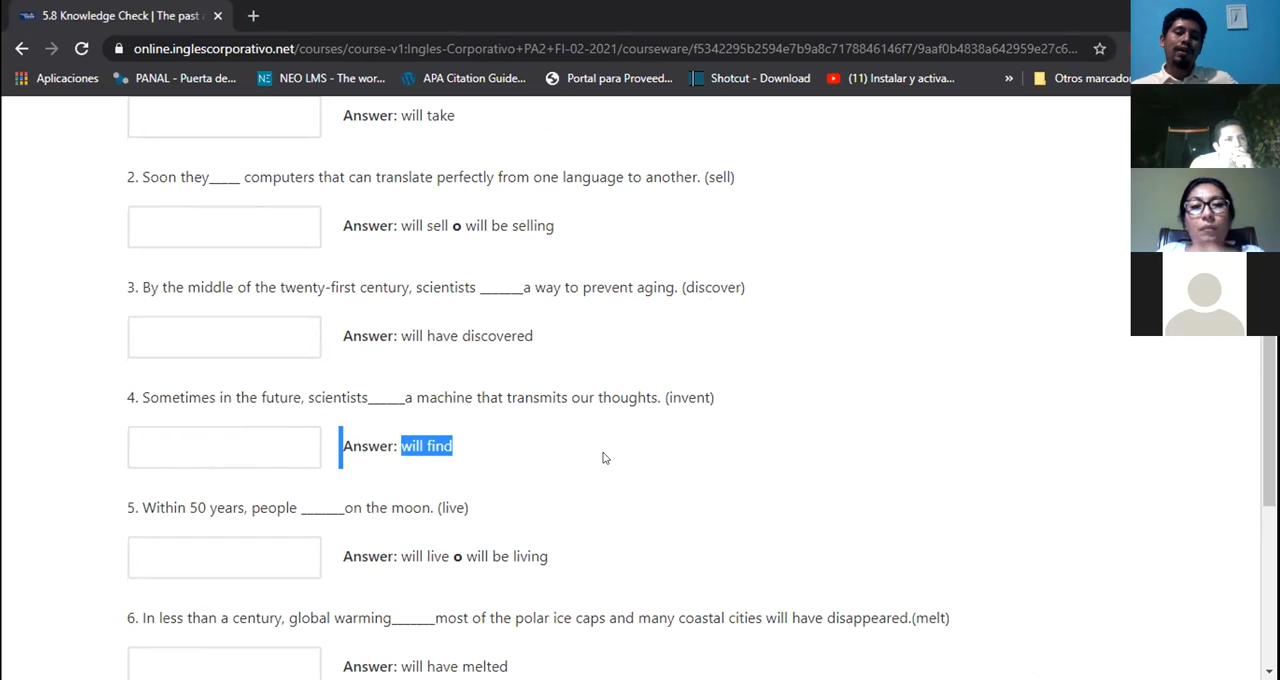 5.8 Knowledge Check | The past
online.inglescorporativo.net/courses/course-v1:Ingles-Corporativo+PA2+FI-02-2021/courseware/f5342295b2594e7b9a8c7178846146f7/9aaf0b4838a642959e27c6...
Aplicaciones PANAL - Puerta de... NEO LMS - The wor... APA Citation Guide... Portal para Proveed... Shotcut - Download (11) Instalar y activa... » Otros marcador
Answer: will take
2. Soon they_____ computers that can translate perfectly from one language to another. (sell)
Answer: will sell o will be selling
3. By the middle of the twenty-first century, scientists _______a way to prevent aging. (discover)
Answer: will have discovered
4. Sometimes in the future, scientists______a machine that transmits our thoughts. (invent)
Answer: will find
5. Within 50 years, people _______on the moon. (live)
Answer: will live o will be living
6. In less than a century, global warming_______most of the polar ice caps and many coastal cities will have disappeared.(melt)
Answer: will have melted